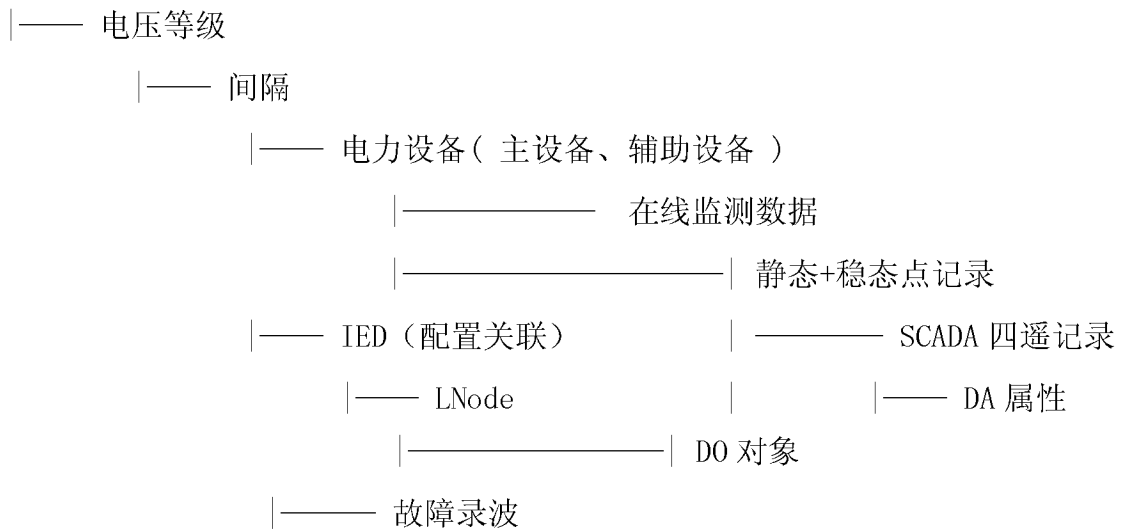 电压等级
间隔
电力设备( 主设备、辅助设备 )
在线监测数据
静态+稳态点记录
IED（配置关联） SCADA 四遥记录
LNode DA 属性
DO 对象
故障录波